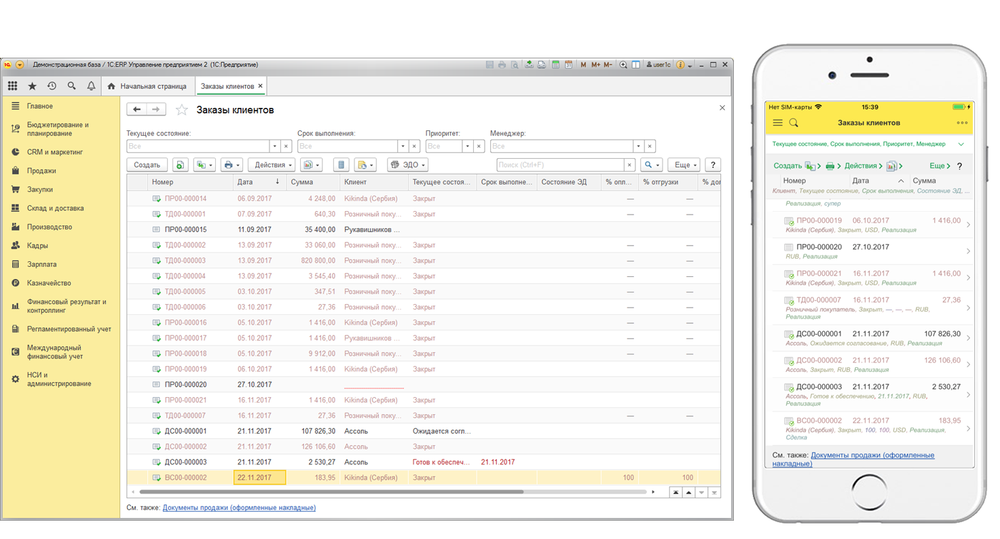 Демонстрационная база / 1С:ERP Управление предприятием 2 (1С:Предприятие)
M M+ M- user1c
Начальная страница
Заказы клиентов
Главное
Бюджетирование и
планирование
CRM и маркетинг
Продажи
Закупки
Склад и доставка
Производство
Кадры
Зарплата
Казначейство
Финансовый результат и
контроллинг
Регламентированный учет
Международный
финансовый учет
НСИ и
администрирование
Заказы клиентов
Текущее состояние: Срок выполнения: Приоритет: Менеджер:
Все Все Все Все
Создать Действия ЭДО Поиск (Ctrl+F) Еще ?
Номер Дата ↓ Сумма Клиент Текущее состоя... Срок выполне... Состояние ЭД % опл... % отгрузки % дол
ПР00-000014 06.09.2017 4 248,00 Kikinda (Сербия) Закрыт — —
ТД00-000001 07.09.2017 640,30 Розничный поку... Закрыт — —
ПР00-000015 11.09.2017 35 400,00 Рукавишников ...
ТД00-000002 13.09.2017 33 060,00 Розничный поку... Закрыт — —
ТД00-000003 13.09.2017 820 800,00 Розничный поку... Закрыт — —
ТД00-000004 13.09.2017 3 545,40 Розничный поку... Закрыт — —
ТД00-000005 03.10.2017 347,51 Розничный поку... Закрыт — —
ТД00-000006 03.10.2017 27,36 Розничный поку... Закрыт — —
ПР00-000016 05.10.2017 1 416,00 Kikinda (Сербия) Закрыт — —
ПР00-000017 05.10.2017 1 416,00 Рукавишников ... Закрыт — —
ПР00-000018 05.10.2017 9 912,00 Розничный поку... Закрыт — —
ПР00-000019 06.10.2017 1 416,00 Kikinda (Сербия) Закрыт
ПР00-000020 27.10.2017
ПР00-000021 16.11.2017 1 416,00 Kikinda (Сербия) Закрыт
ТД00-000007 16.11.2017 27,36 Розничный поку... Закрыт — —
ДС00-000001 21.11.2017 107 826,30 Ассоль Ожидается согл...
ДС00-000002 21.11.2017 126 106,60 Ассоль Закрыт
ДС00-000003 21.11.2017 2 530,27 Ассоль Готов к обеспеч... 21.11.2017
ВС00-000002 22.11.2017 183,95 Kikinda (Сербия) Закрыт 100 100
См. также: Документы продажи (оформленные накладные)
Нет SIM-карты 15:39
Заказы клиентов
Текущее состояние, Срок выполнения, Приоритет, Менеджер
Создать Действия Еще ?
Номер Дата Сумма
Клиент, Текущее состояние, Срок выполнения, Состояние ЭД, ...
Реализация, супер
ПР00-000019 06.10.2017 1 416,00
Kikinda (Сербия), Закрыт, USD, Реализация
ПР00-000020 27.10.2017
RUB, Реализация
ПР00-000021 16.11.2017 1 416,00
Kikinda (Сербия), Закрыт, USD, Реализация
ТД00-000007 16.11.2017 27,36
Розничный покупатель, Закрыт, —, —, —, RUB,
Реализация
ДС00-000001 21.11.2017 107 826,30
Ассоль, Ожидается согласование, RUB, Реализация
ДС00-000002 21.11.2017 126 106,60
Ассоль, Закрыт, RUB, Реализация
ДС00-000003 21.11.2017 2 530,27
Ассоль, Готов к обеспечению, 21.11.2017, RUB,
Реализация
ВС00-000002 22.11.2017 183,95
Kikinda (Сербия), Закрыт, 100, 100, USD, Реализация,
Сделка
См. также: Документы продажи (оформленные
накладные)